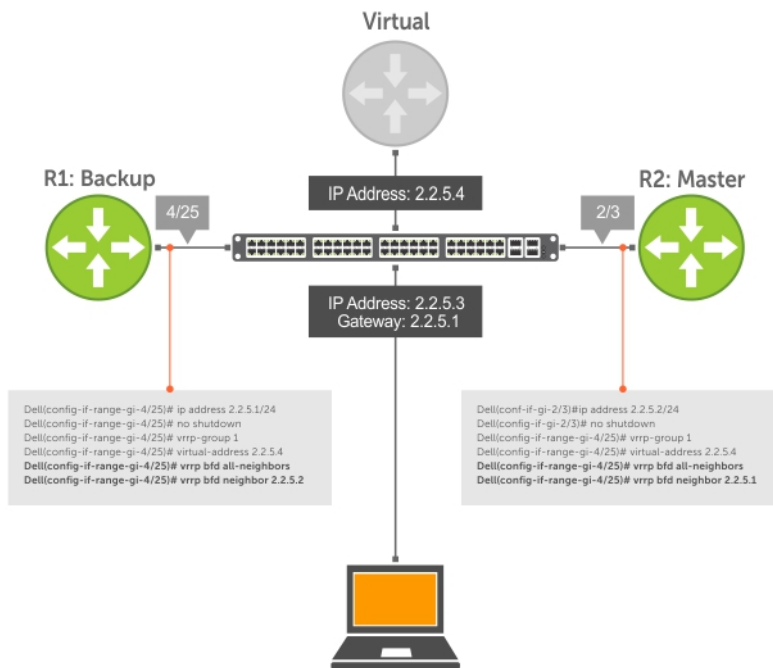 Virtual
IP Address: 2.2.5.4
R1: Backup
4/25
R2: Master
2/3
IP Address: 2.2.5.3
Gateway: 2.2.5.1
Dell(config-if-range-gi-4/25)# ip address 2.2.5.1/24
Dell(config-if-range-gi-4/25)# no shutdown
Dell(config-if-range-gi-4/25)# vrrp-group 1
Dell(config-if-range-gi-4/25)# virtual-address 2.2.5.4
Dell(config-if-range-gi-4/25)# vrrp bfd all-neighbors
Dell(config-if-range-gi-4/25)# vrrp bfd neighbor 2.2.5.2
Dell(conf-if-gi-2/3)#ip address 2.2.5.2/24
Dell(config-if-gi-2/3)# no shutdown
Dell(config-if-range-gi-4/25)# vrrp-group 1
Dell(config-if-range-gi-4/25)# virtual-address 2.2.5.4
Dell(config-if-range-gi-4/25)# vrrp bfd all-neighbors
Dell(config-if-range-gi-4/25)# vrrp bfd neighbor 2.2.5.1